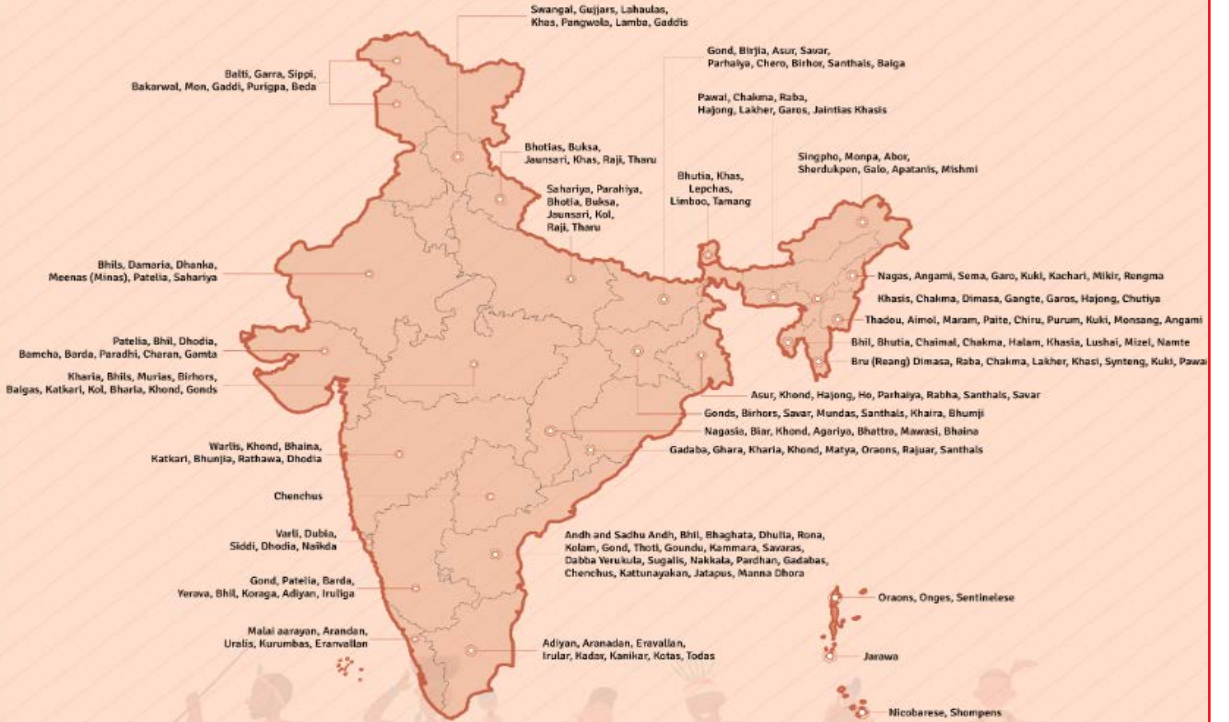 Swangal, Gujjars, Lahaulas,
Khas, Pangwala, Lamba, Gaddis
Gond, Birjia, Asur, Savar,
Parhaiya, Chero, Birhor, Santhals, Baiga
Balti, Garra, Sippi,
Bakarwal, Mon, Gaddi, Purigpa, Beda
Pawai, Chakma, Raba,
Hajong, Lakher, Garos, Jaintias Khasis
Bhotias, Buksa,
Jaunsari, Khas, Raji, Tharu
Singpho, Monpa, Abor,
Sherdukpen, Galo, Apatanis, Mishmi
Bhutia, Khas,
Lepchas,
Limboo, Tamang
Sahariya, Parahiya,
Bhotia, Buksa,
Jaunsari, Kol,
Raji, Tharu
Bhils, Damaria, Dhanka,
Meenas (Minas), Patelia, Sahariya
Nagas, Angami, Sema, Garo, Kuki, Kachari, Mikir, Rengma
Khasis, Chakma, Dimasa, Gangte, Garos, Hajong, Chutiya
Thadou, Aimol, Maram, Paite, Chiru, Purum, Kuki, Monsang, Angami
Patelia, Bhil, Dhodia,
Bamcha, Barda, Paradhi, Charan, Gamta
Bhil, Bhutia, Chaimal, Chakma, Halam, Khasia, Lushai, Mizel, Namte
Bru (Reang) Dimasa, Raba, Chakma, Lakher, Khasi, Synteng, Kuki, Pawai
Kharia, Bhils, Murias, Birhors,
Baigas, Katkari, Kol, Bharia, Khond, Gonds
Asur, Khond, Hajong, Ho, Parhaiya, Rabha, Santhals, Savar
Gonds, Birhors, Savar, Mundas, Santhals, Khaira, Bhumji
Nagasia, Biar, Khond, Agariya, Bhattra, Mawasi, Bhaina
Gadaba, Ghara, Kharia, Khond, Matya, Oraons, Rajuar, Santhals
Warlis, Khond, Bhaina,
Katkari, Bhunjia, Rathawa, Dhodia
Chenchus
Varli, Dubla,
Siddi, Dhodia, Naikda
Andh and Sadhu Andh, Bhil, Bhaghata, Dhulia, Rona,
Kolam, Gond, Thoti, Goundu, Kammara, Savaras,
Dabba Yerukula, Sugalis, Nakkala, Pardhan, Gadabas,
Chenchus, Kattunayakan, Jatapus, Manna Dhora
Gond, Patelia, Barda,
Yerava, Bhil, Koraga, Adiyan, Iruliga
Oraons, Onges, Sentinelese
Malai aarayan, Arandan,
Uralis, Kurumbas, Eranvallan
Adiyan, Aranadan, Eravallan,
Irular, Kadar, Kanikar, Kotas, Todas
Jarawa
Nicobarese, Shompens